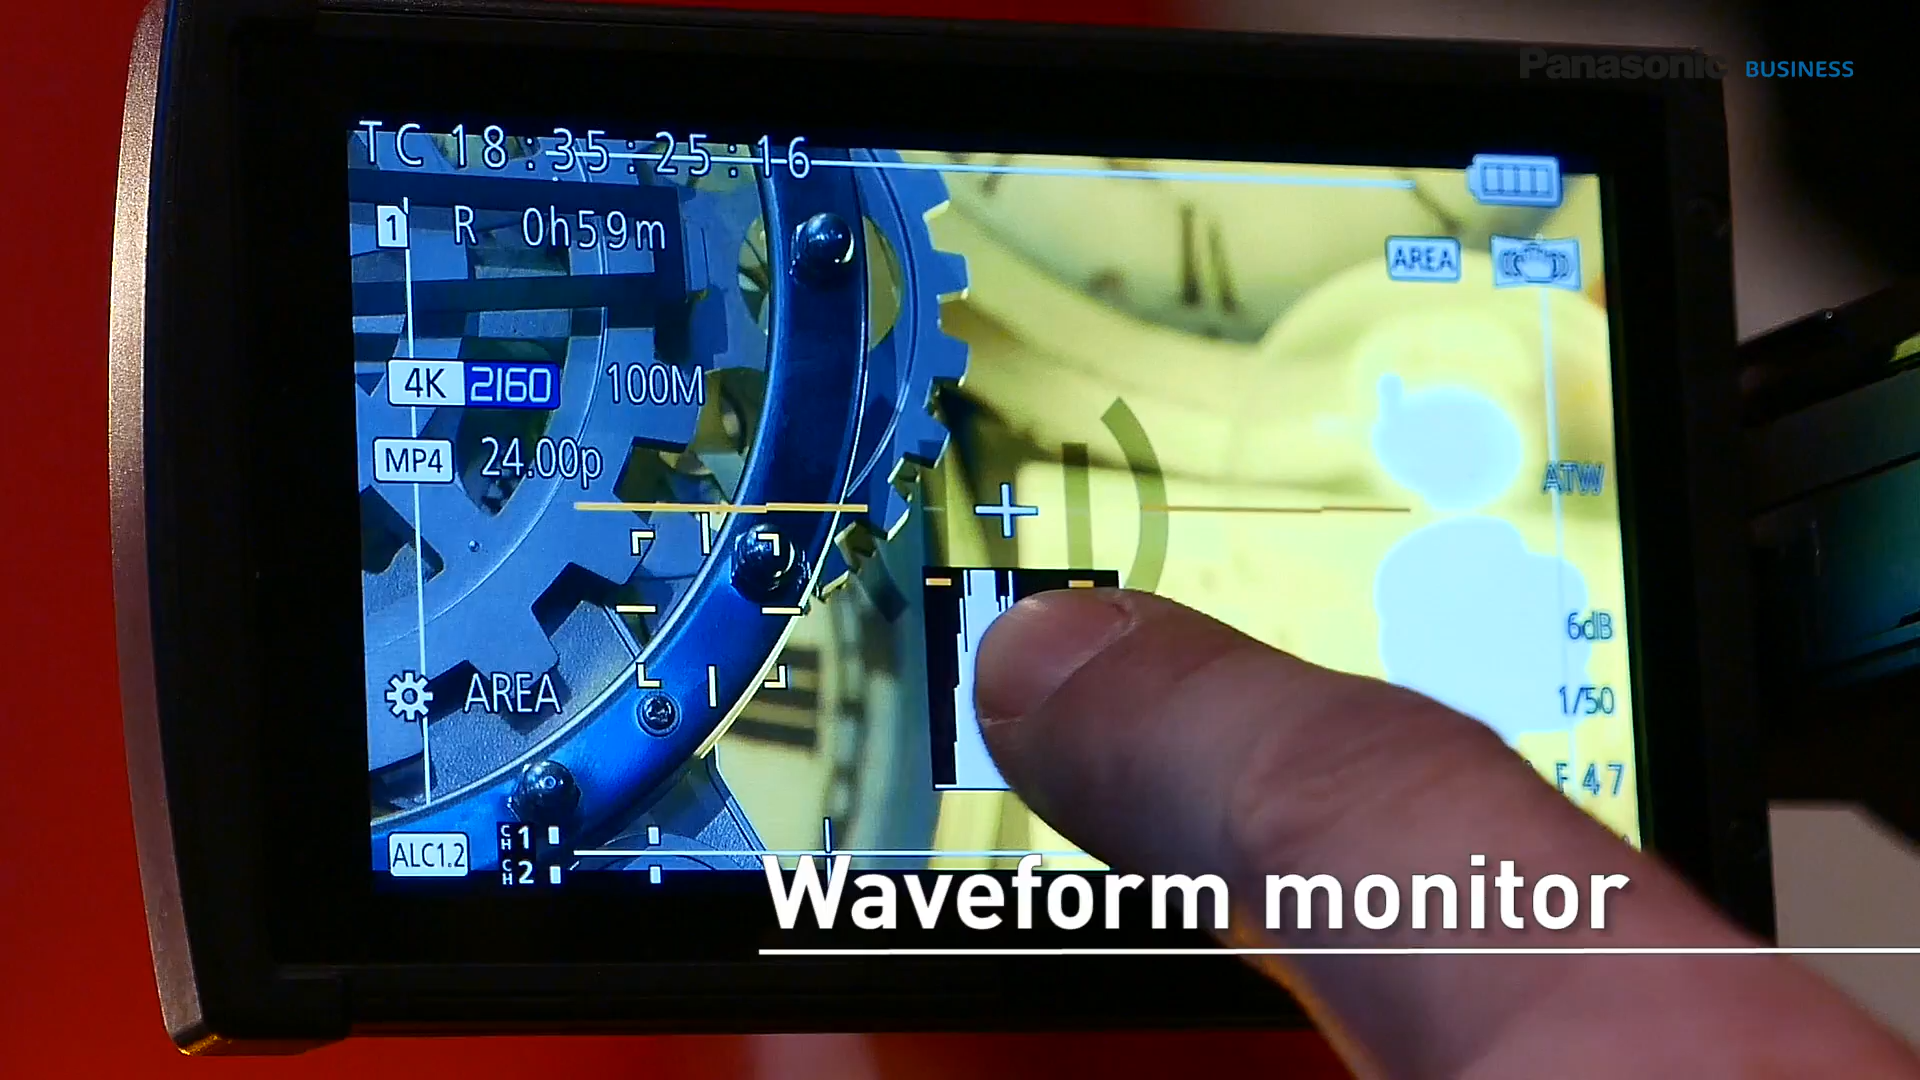 Panasonic BUSINESS
TC 18:35:25:16
1 R 0h59m
AREA
4K 2160 100M
MP4 24.00p
ATW
6dB
AREA
1/50
F 4.7
ALC1.2
CH1
CH2
Waveform monitor